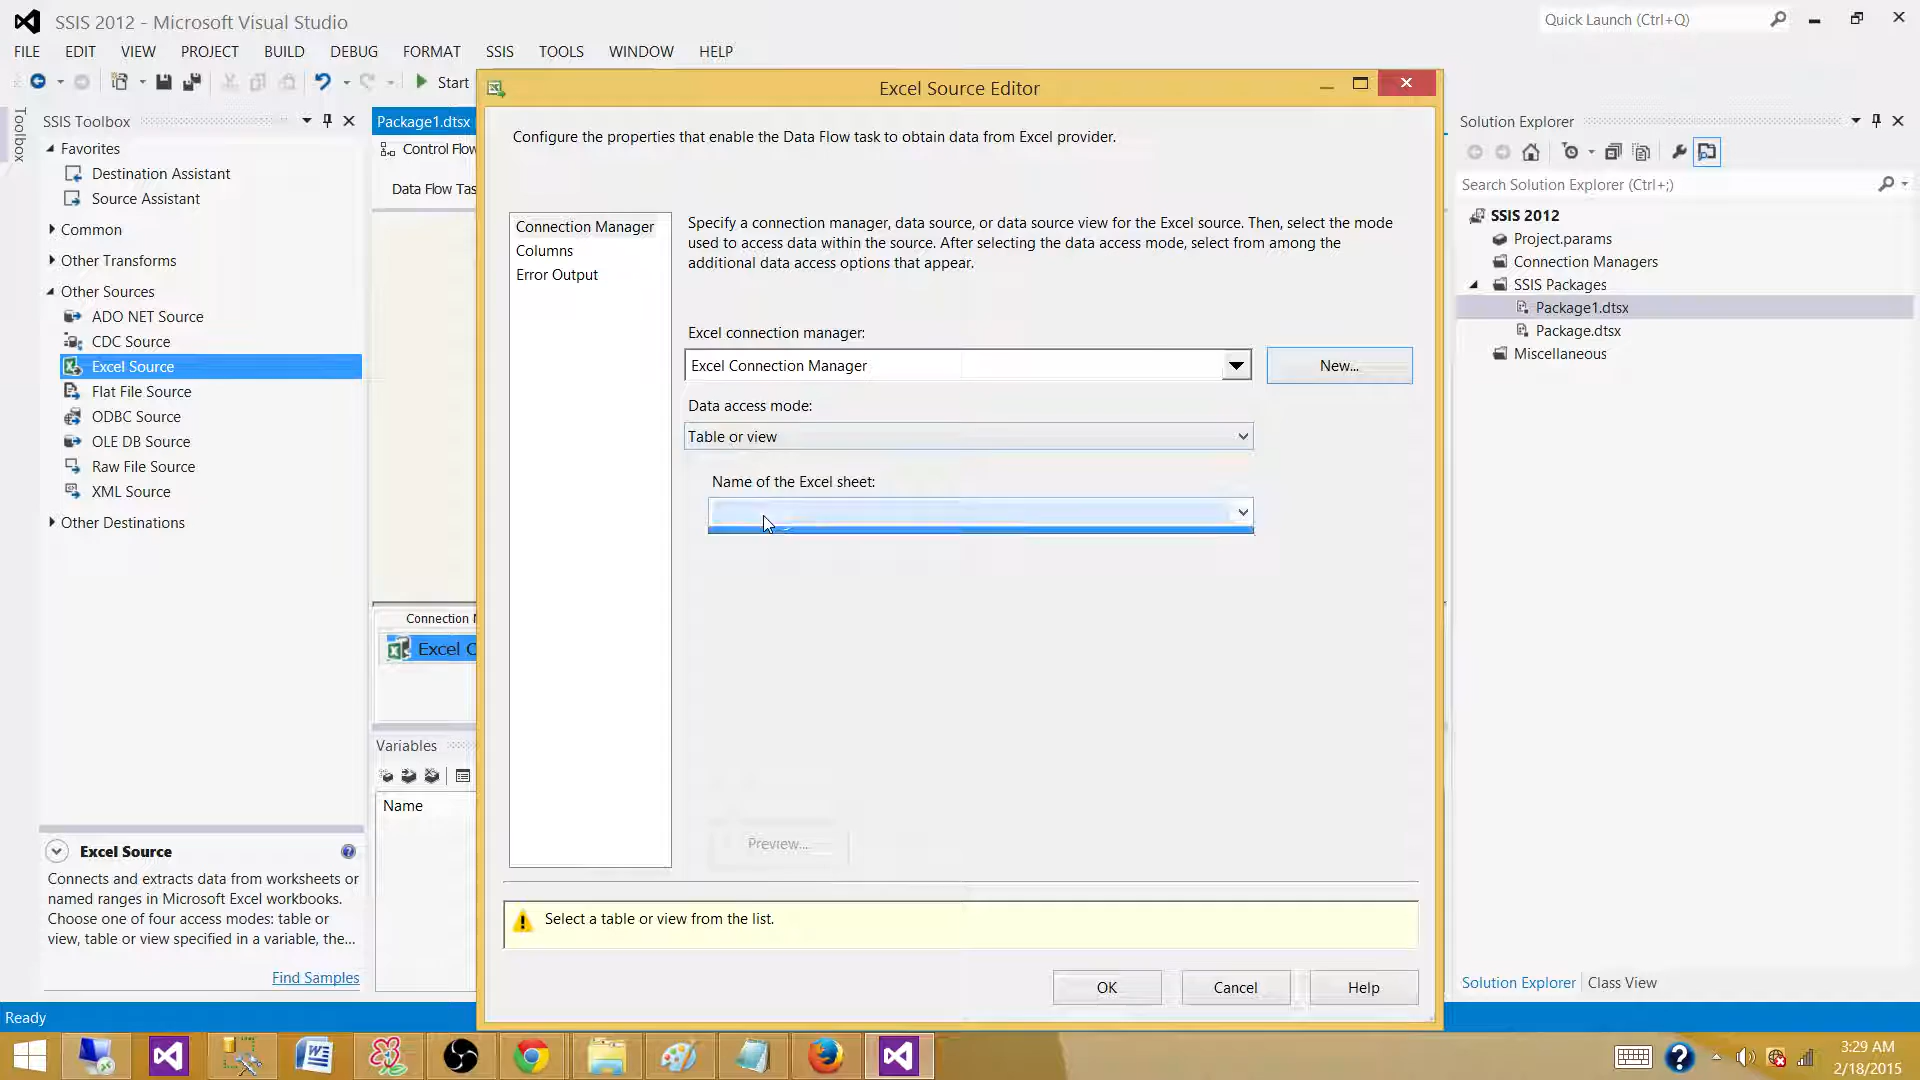 SSIS 2012 - Microsoft Visual Studio
Quick Launch (Ctrl+Q)
FILE EDIT VIEW PROJECT BUILD DEBUG FORMAT SSIS TOOLS WINDOW HELP
Start
Toolbox
SSIS Toolbox
Favorites
Destination Assistant
Source Assistant
Common
Other Transforms
Other Sources
ADO NET Source
CDC Source
Excel Source
Flat File Source
ODBC Source
OLE DB Source
Raw File Source
XML Source
Other Destinations
Excel Source
Connects and extracts data from worksheets or
named ranges in Microsoft Excel workbooks.
Choose one of four access modes: table or
view, table or view specified in a variable, the...
Find Samples
Package1.dtsx
Control Flow
Data Flow Tas
Connection
Excel C
Variables
Name
Excel Source Editor
Configure the properties that enable the Data Flow task to obtain data from Excel provider.
Connection Manager
Columns
Error Output
Specify a connection manager, data source, or data source view for the Excel source. Then, select the mode
used to access data within the source. After selecting the data access mode, select from among the
additional data access options that appear.
Excel connection manager:
Excel Connection Manager
New...
Data access mode:
Table or view
Name of the Excel sheet:
Preview...
Select a table or view from the list.
OK Cancel Help
Solution Explorer
Search Solution Explorer (Ctrl+;)
SSIS 2012
Project.params
Connection Managers
SSIS Packages
Package1.dtsx
Package.dtsx
Miscellaneous
Solution Explorer Class View
Ready
3:29 AM
2/18/2015